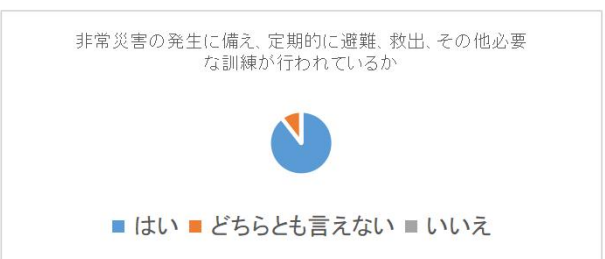 非常災害の発生に備え、定期的に避難、救出、その他必要
な訓練が行われているか
はい どちらとも言えない いいえ